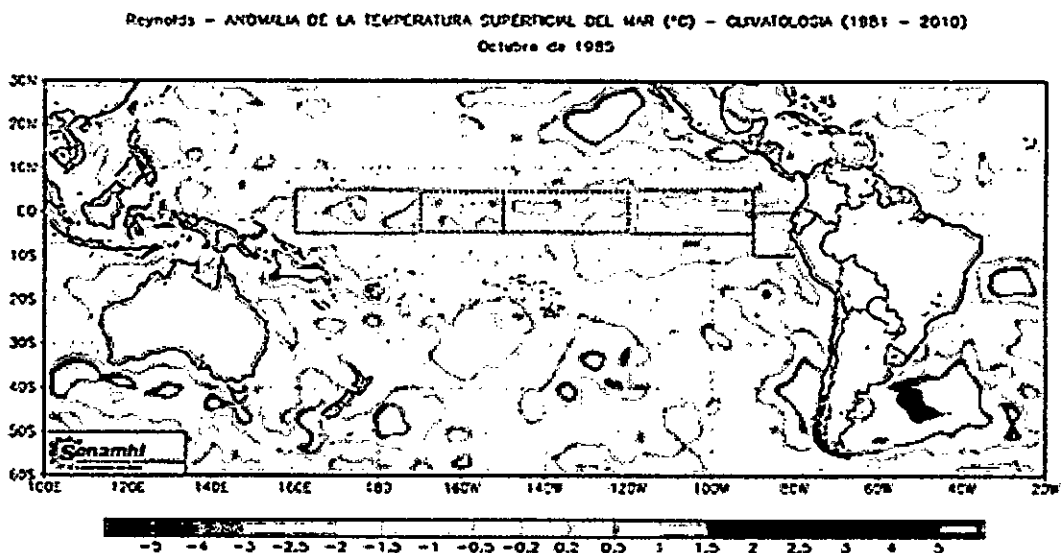 Reynolds - ANOMALIA DE LA TEMPERATURA SUPERFICIAL DEL MAR (°C) - CLIMATOLOGIA (1981 - 2010)
Octubre de 1985
30N
20N
10N
EQ
10S
20S
30S
40S
50S
60S
Senamhi
100E 120E 140E 160E 180 160W 140W 120W 100W 80W 60W 40W 20W
-5 -4 -3 -2.5 -2 -1.5 -1 -0.5 -0.2 0.2 0.5 1 1.5 2 2.5 3 4 5